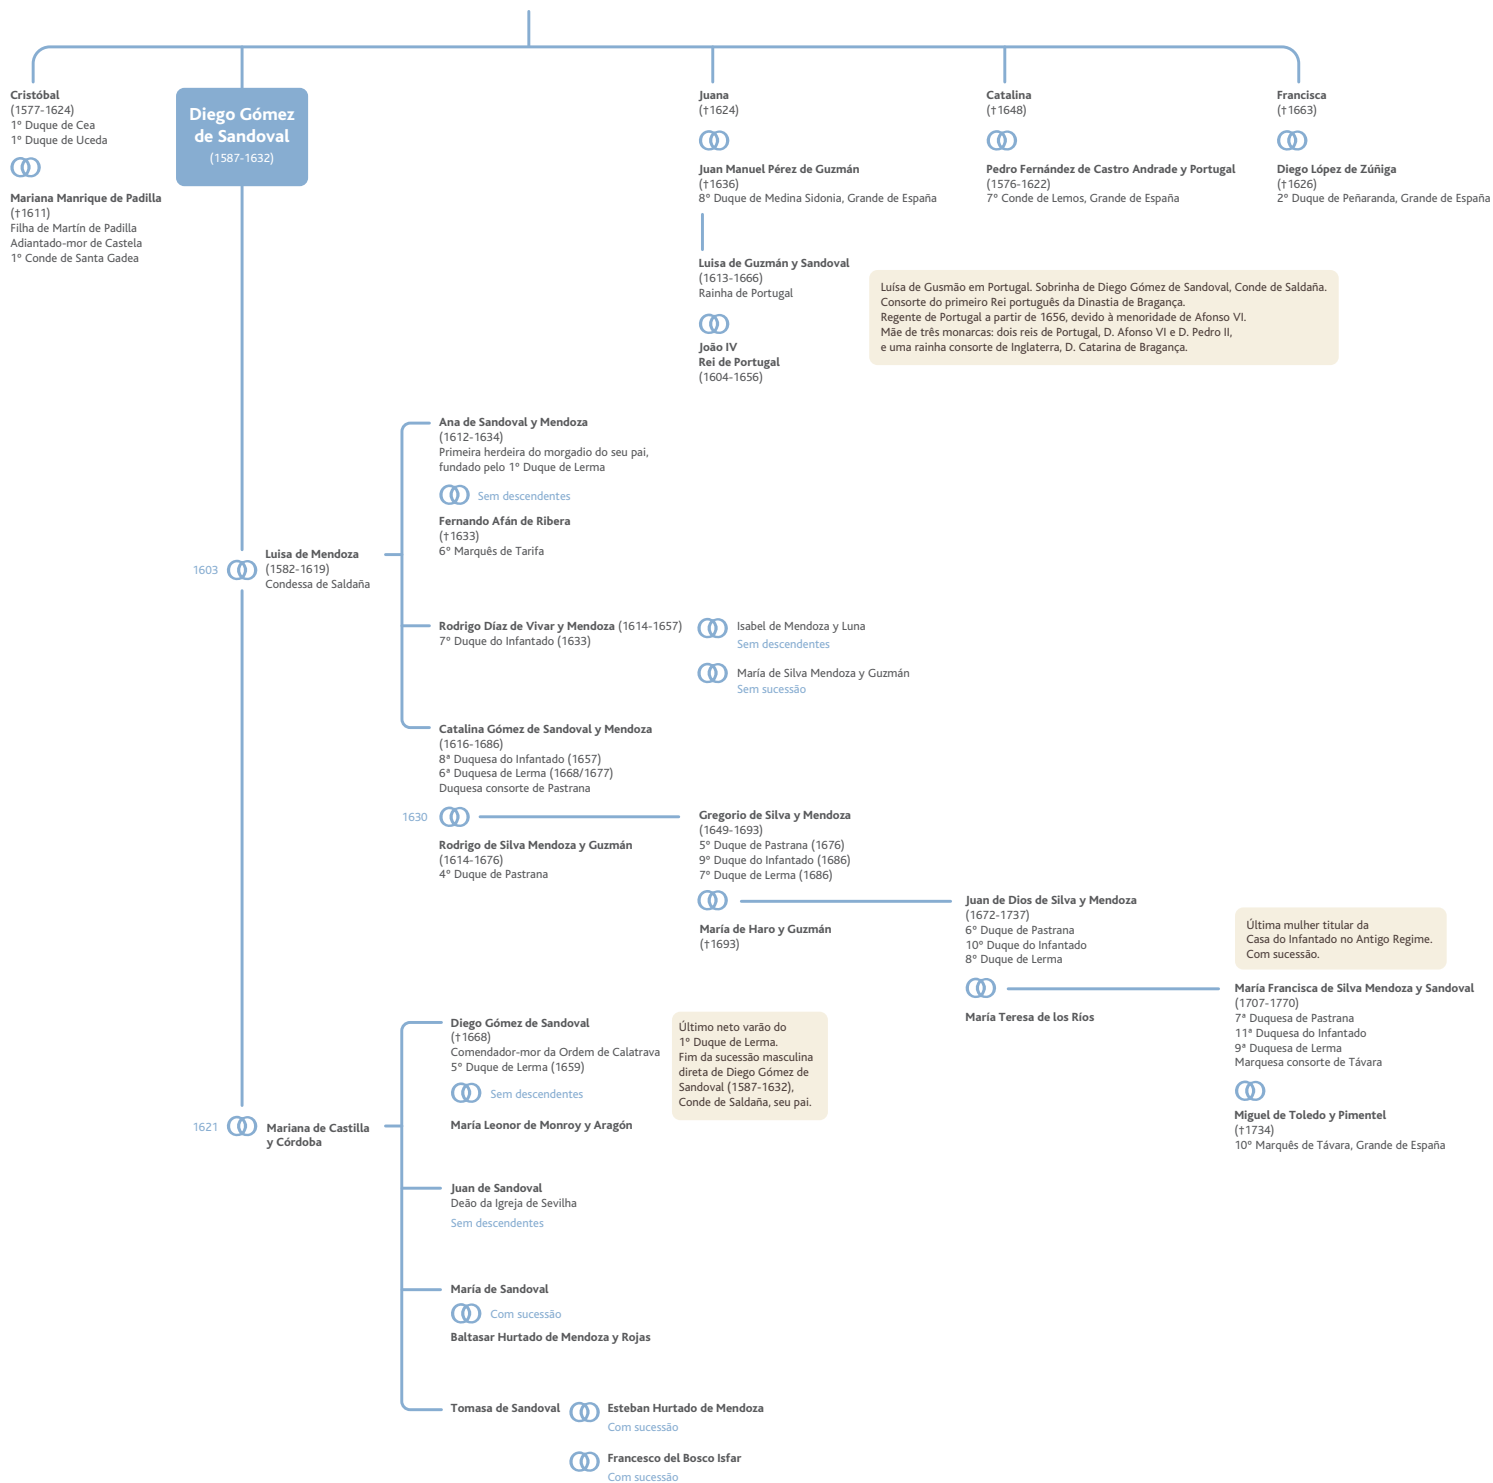 Cristóbal
(1577-1624)
1º Duque de Cea
1º Duque de Uceda
Mariana Manrique de Padilla
(†1611)
Filha de Martín de Padilla
Adiantado-mor de Castela
1º Conde de Santa Gadea
Diego Gómez
de Sandoval
(1587-1632)
Juana
(†1624)
Juan Manuel Pérez de Guzmán
(†1636)
8º Duque de Medina Sidonia, Grande de España
Luisa de Guzmán y Sandoval
(1613-1666)
Rainha de Portugal
João IV
Rei de Portugal
(1604-1656)
Catalina
(†1648)
Pedro Fernández de Castro Andrade y Portugal
(1576-1622)
7º Conde de Lemos, Grande de España
Francisca
(†1663)
Diego López de Zúñiga
(†1626)
2º Duque de Peñaranda, Grande de España
Luísa de Gusmão em Portugal. Sobrinha de Diego Gómez de Sandoval, Conde de Saldaña.
Consorte do primeiro Rei português da Dinastia de Bragança.
Regente de Portugal a partir de 1656, devido à menoridade de Afonso VI.
Mãe de três monarcas: dois reis de Portugal, D. Afonso VI e D. Pedro II,
e uma rainha consorte de Inglaterra, D. Catarina de Bragança.
1603
Luisa de Mendoza
(1582-1619)
Condessa de Saldaña
Ana de Sandoval y Mendoza
(1612-1634)
Primeira herdeira do morgadio do seu pai,
fundado pelo 1º Duque de Lerma
Sem descendentes
Fernando Afán de Ribera
(†1633)
6º Marquês de Tarifa
Rodrigo Díaz de Vivar y Mendoza (1614-1657)
7º Duque do Infantado (1633)
Isabel de Mendoza y Luna
Sem descendentes
María de Silva Mendoza y Guzmán
Sem sucessão
Catalina Gómez de Sandoval y Mendoza
(1616-1686)
8ª Duquesa do Infantado (1657)
6ª Duquesa de Lerma (1668/1677)
Duquesa consorte de Pastrana
1630
Rodrigo de Silva Mendoza y Guzmán
(1614-1676)
4º Duque de Pastrana
Gregorio de Silva y Mendoza
(1649-1693)
5º Duque de Pastrana (1676)
9º Duque do Infantado (1686)
7º Duque de Lerma (1686)
María de Haro y Guzmán
(†1693)
Juan de Dios de Silva y Mendoza
(1672-1737)
6º Duque de Pastrana
10º Duque do Infantado
8º Duque de Lerma
María Teresa de los Ríos
Última mulher titular da
Casa do Infantado no Antigo Regime.
Com sucessão.
María Francisca de Silva Mendoza y Sandoval
(1707-1770)
7ª Duquesa de Pastrana
11ª Duquesa do Infantado
9ª Duquesa de Lerma
Marquesa consorte de Távara
Miguel de Toledo y Pimentel
(†1734)
10º Marquês de Távara, Grande de España
1621
Mariana de Castilla
y Córdoba
Diego Gómez de Sandoval
(†1668)
Comendador-mor da Ordem de Calatrava
5º Duque de Lerma (1659)
Sem descendentes
María Leonor de Monroy y Aragón
Último neto varão do
1º Duque de Lerma.
Fim da sucessão masculina
direta de Diego Gómez de
Sandoval (1587-1632),
Conde de Saldaña, seu pai.
Juan de Sandoval
Deão da Igreja de Sevilha
Sem descendentes
María de Sandoval
Com sucessão
Baltasar Hurtado de Mendoza y Rojas
Tomasa de Sandoval
Esteban Hurtado de Mendoza
Com sucessão
Francesco del Bosco Isfar
Com sucessão